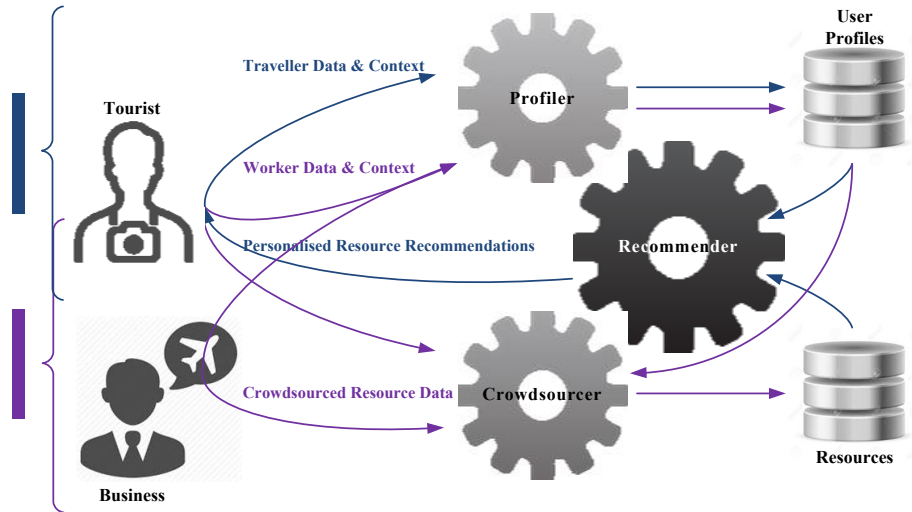 User
Profiles
Traveller Data & Context
Profiler
Tourist
Worker Data & Context
Personalised Resource Recommendations
Recommender
Crowdsourced Resource Data
Crowdsourcer
Resources
Business